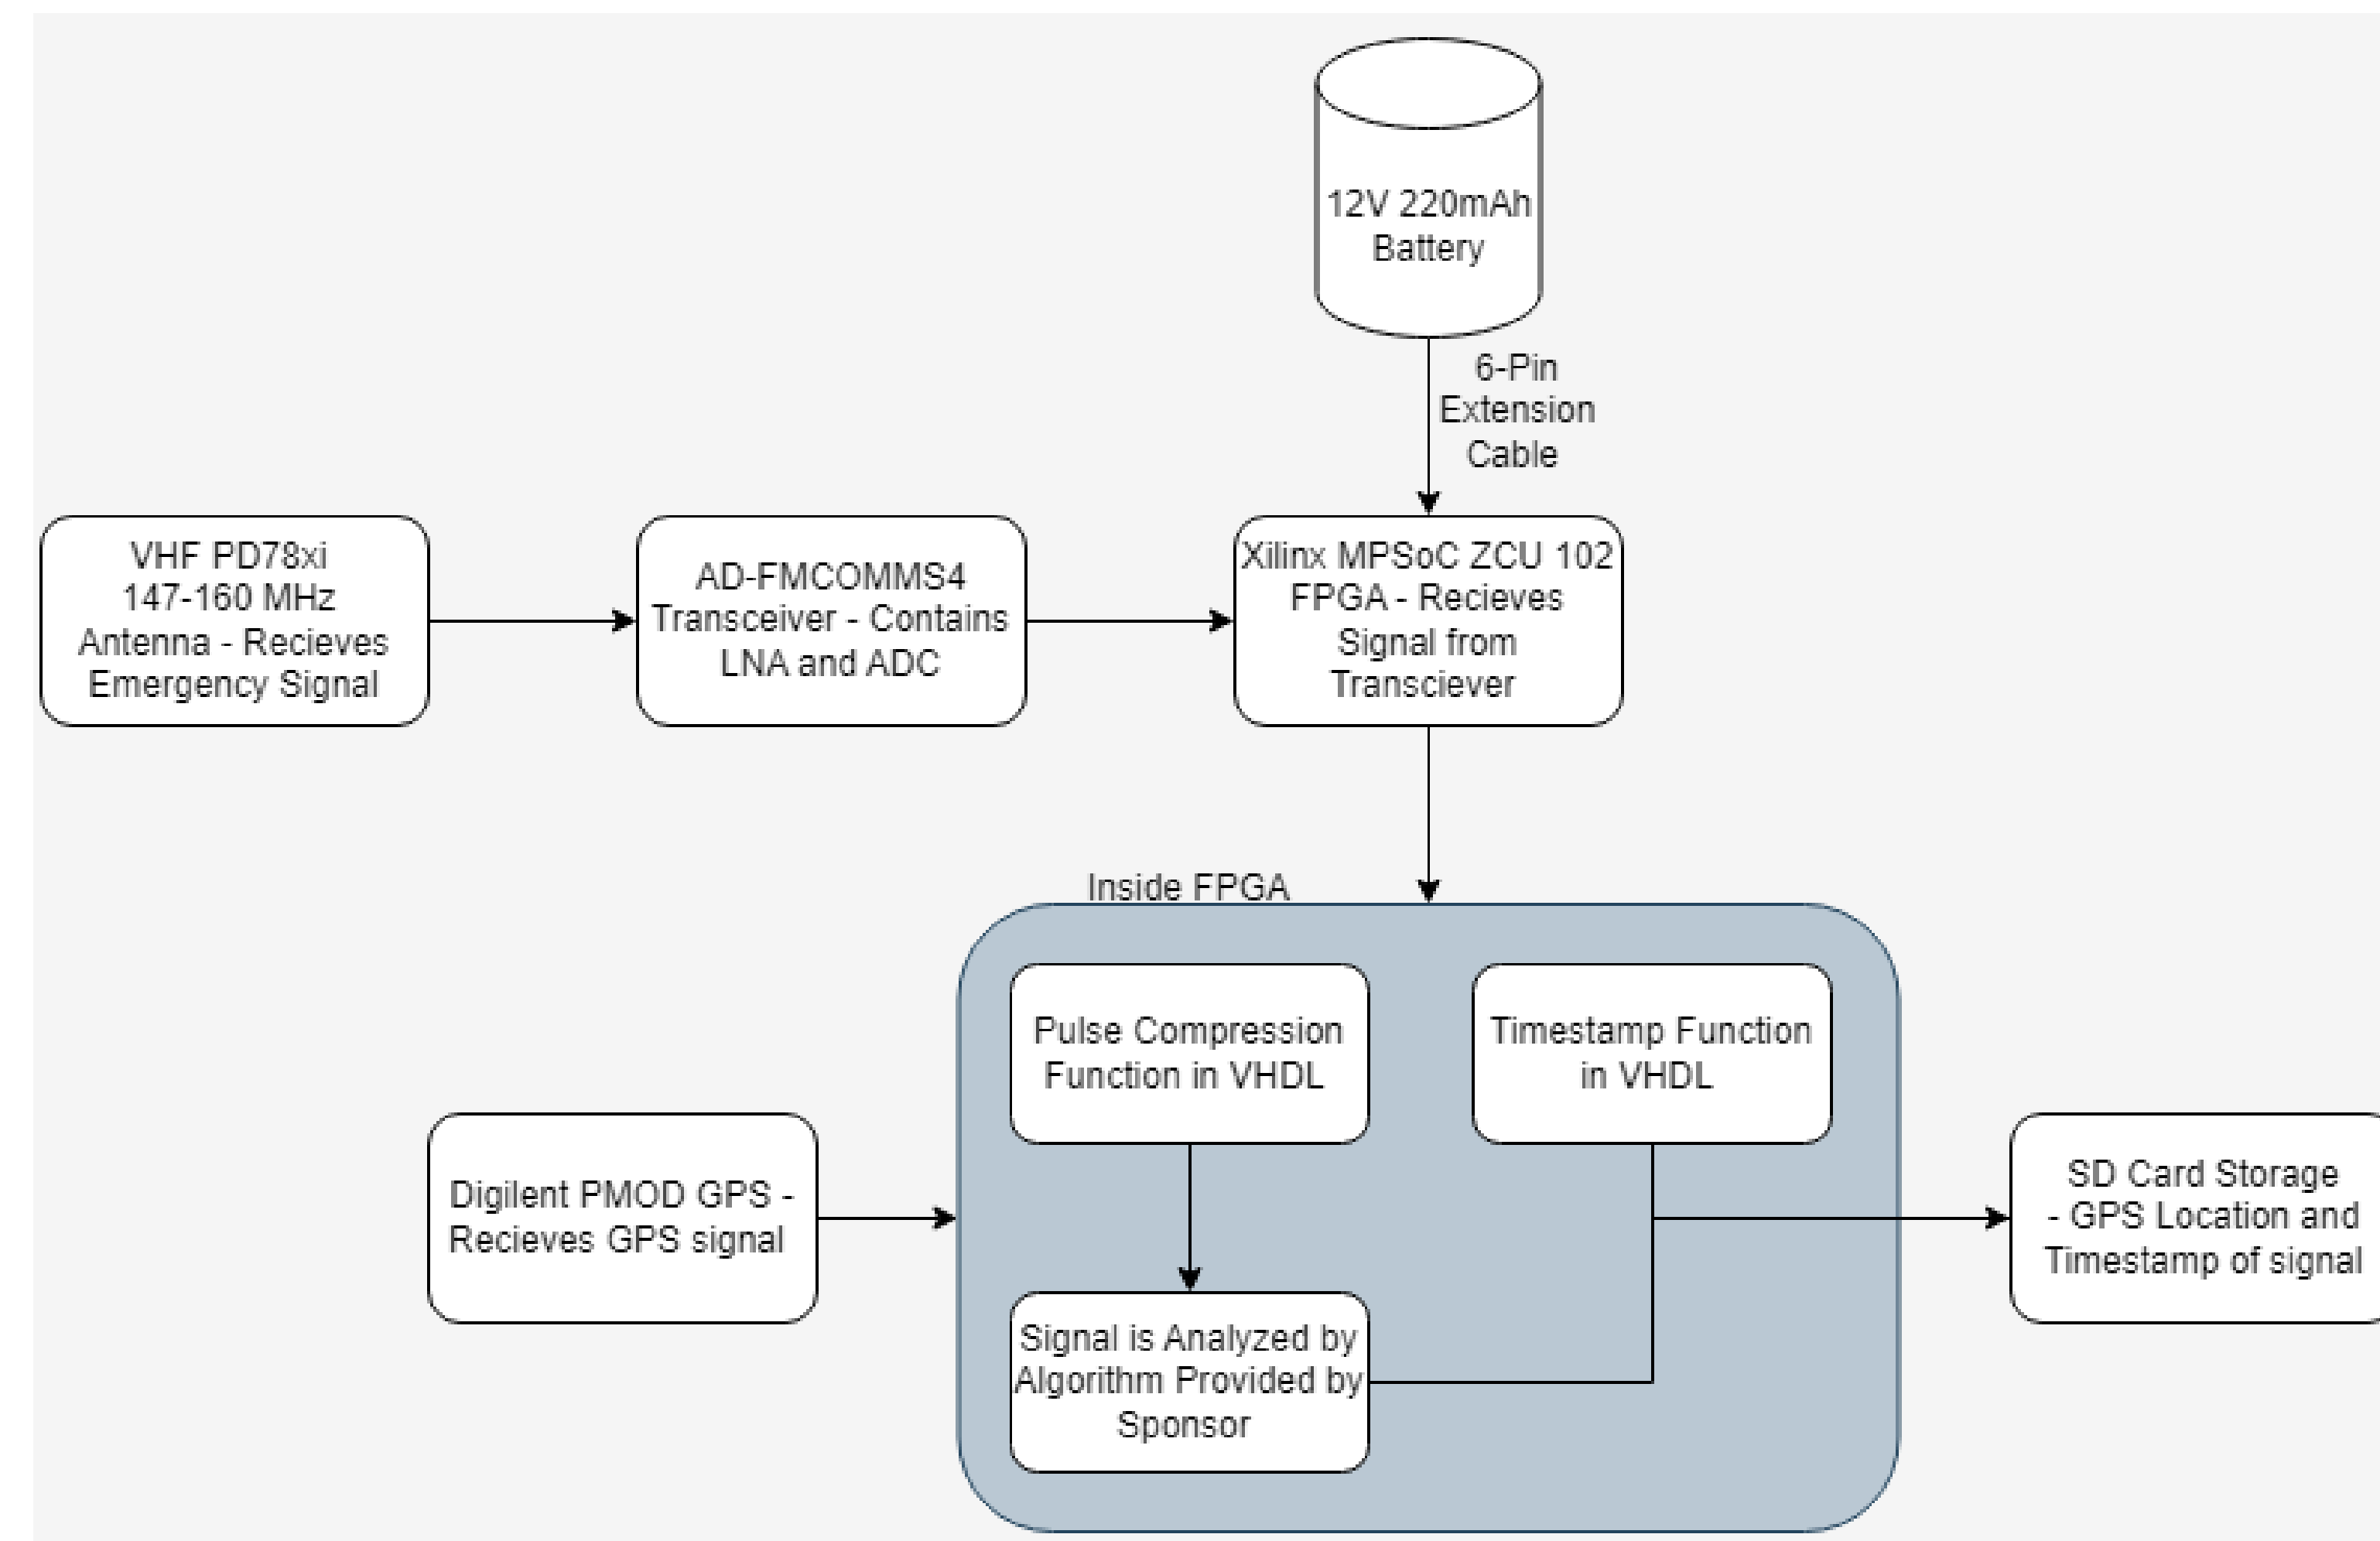 12V 220mAh
Battery
6-Pin
Extension
Cable
VHF PD78xi
147-160 MHz
Antenna - Recieves
Emergency Signal
AD-FMCOMMS4
Transceiver - Contains
LNA and ADC
Xilinx MPSoC ZCU 102
FPGA - Recieves
Signal from
Transciever
Inside FPGA
Pulse Compression
Function in VHDL
Timestamp Function
in VHDL
Digilent PMOD GPS -
Recieves GPS signal
SD Card Storage
- GPS Location and
Timestamp of signal
Signal is Analyzed by
Algorithm Provided by
Sponsor